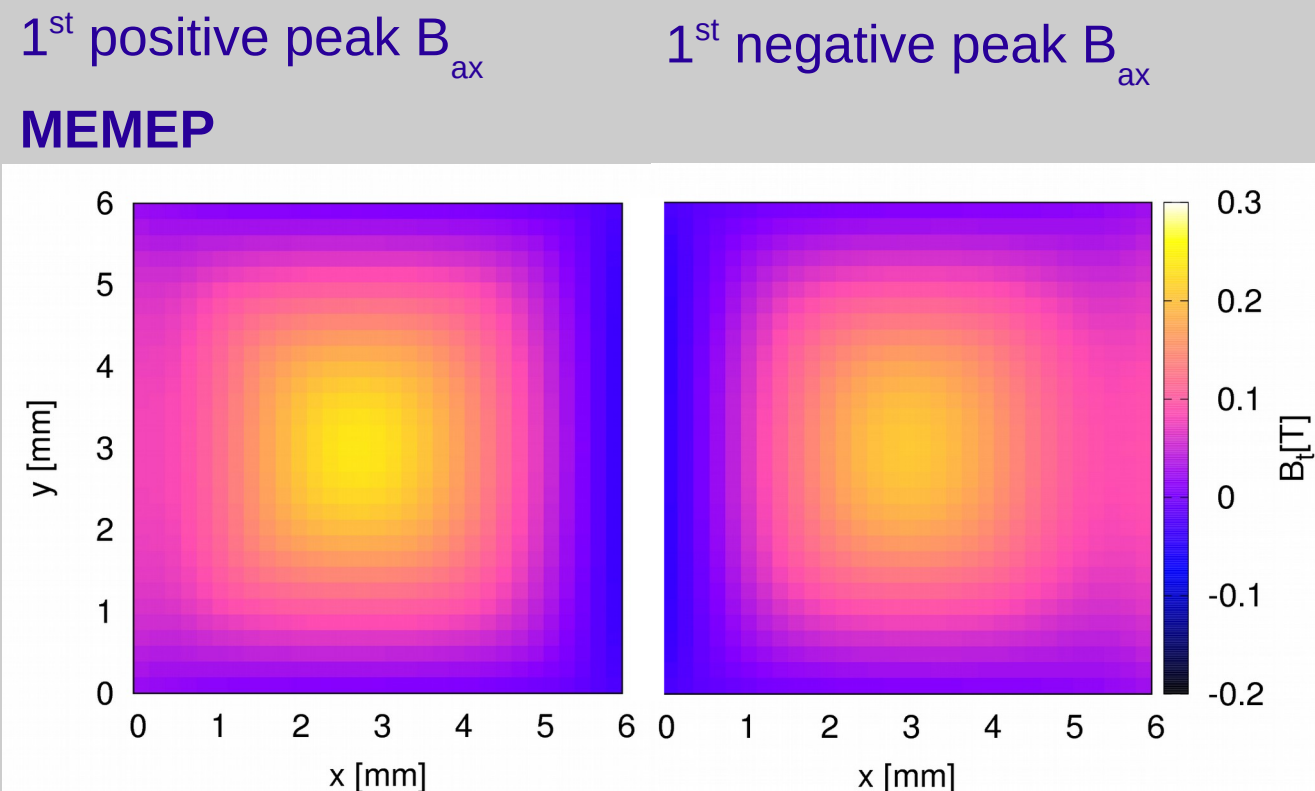 1st positive peak Bax
1st negative peak Bax
MEMEP
6
5
4
3
2
1
0
y [mm]
0 1 2 3 4 5 6
x [mm]
0 1 2 3 4 5 6
x [mm]
0.3
0.2
0.1
0
-0.1
-0.2
Bt[T]